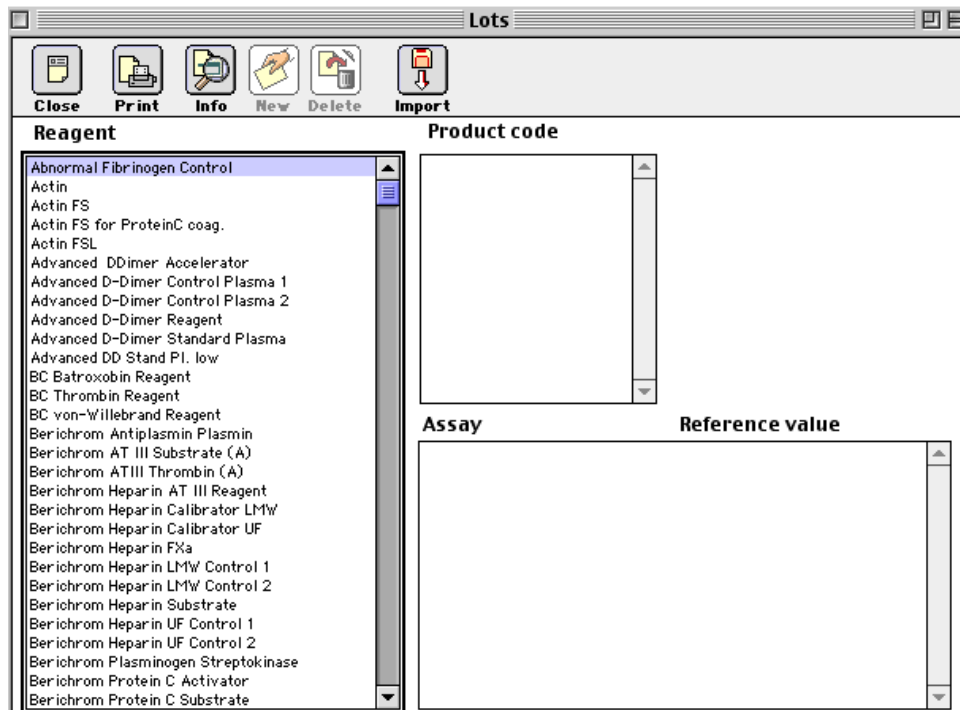 Lots
Close Print Info New Delete Import
Reagent
Abnormal Fibrinogen Control
Actin
Actin FS
Actin FS for ProteinC coag.
Actin FSL
Advanced DDimer Accelerator
Advanced D-Dimer Control Plasma 1
Advanced D-Dimer Control Plasma 2
Advanced D-Dimer Reagent
Advanced D-Dimer Standard Plasma
Advanced DD Stand Pl. low
BC Batroxobin Reagent
BC Thrombin Reagent
BC von-Willebrand Reagent
Berichrom Antiplasmin Plasmin
Berichrom AT III Substrate (A)
Berichrom ATIII Thrombin (A)
Berichrom Heparin AT III Reagent
Berichrom Heparin Calibrator LMW
Berichrom Heparin Calibrator UF
Berichrom Heparin FXa
Berichrom Heparin LMW Control 1
Berichrom Heparin LMW Control 2
Berichrom Heparin Substrate
Berichrom Heparin UF Control 1
Berichrom Heparin UF Control 2
Berichrom Plasminogen Streptokinase
Berichrom Protein C Activator
Berichrom Protein C Substrate
Product code
Assay Reference value